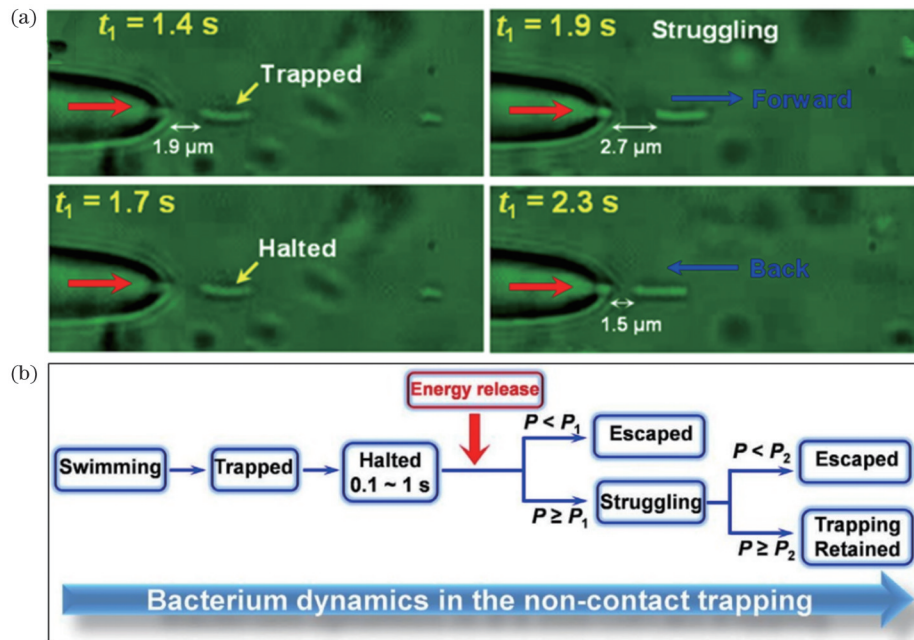 (a)
t₁ = 1.4 s
Trapped
1.9 μm
t₁ = 1.9 s
Struggling
Forward
2.7 μm
t₁ = 1.7 s
Halted
t₁ = 2.3 s
Back
1.5 μm
(b)
Energy release
Swimming
Trapped
Halted
0.1 ~ 1 s
P < P₁
Escaped
P ≥ P₁
Struggling
P < P₂
Escaped
P ≥ P₂
Trapping
Retained
Bacterium dynamics in the non-contact trapping